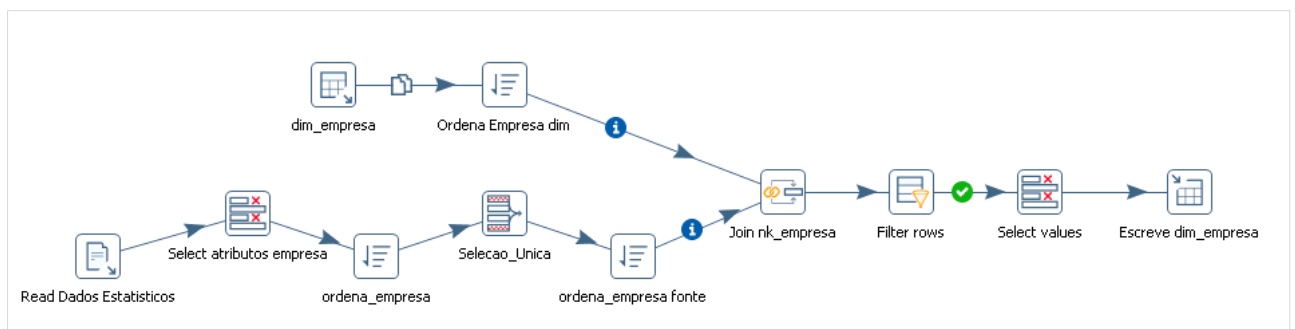 dim_empresa
Ordena Empresa dim
Read Dados Estatisticos
Select atributos empresa
ordena_empresa
Selecao_Unica
ordena_empresa fonte
Join nk_empresa
Filter rows
Select values
Escreve dim_empresa